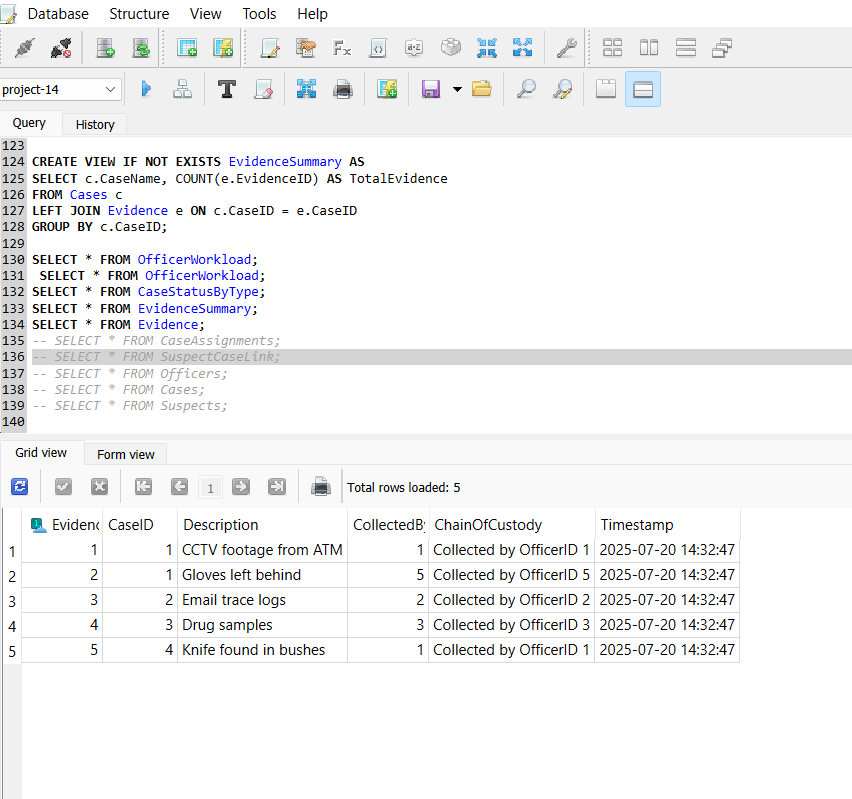 Database Structure View Tools Help
project-14
Query History
123
124 CREATE VIEW IF NOT EXISTS EvidenceSummary AS
125 SELECT c.CaseName, COUNT(e.EvidenceID) AS TotalEvidence
126 FROM Cases c
127 LEFT JOIN Evidence e ON c.CaseID = e.CaseID
128 GROUP BY c.CaseID;
129
130 SELECT * FROM OfficerWorkload;
131  SELECT * FROM OfficerWorkload;
132 SELECT * FROM CaseStatusByType;
133 SELECT * FROM EvidenceSummary;
134 SELECT * FROM Evidence;
135 -- SELECT * FROM CaseAssignments;
136 -- SELECT * FROM SuspectCaseLink;
137 -- SELECT * FROM Officers;
138 -- SELECT * FROM Cases;
139 -- SELECT * FROM Suspects;
140
Grid view Form view
1 Total rows loaded: 5
Evidenc CaseID Description CollectedBy ChainOfCustody Timestamp
1 1 1 CCTV footage from ATM 1 Collected by OfficerID 1 2025-07-20 14:32:47
2 2 1 Gloves left behind 5 Collected by OfficerID 5 2025-07-20 14:32:47
3 3 2 Email trace logs 2 Collected by OfficerID 2 2025-07-20 14:32:47
4 4 3 Drug samples 3 Collected by OfficerID 3 2025-07-20 14:32:47
5 5 4 Knife found in bushes 1 Collected by OfficerID 1 2025-07-20 14:32:47